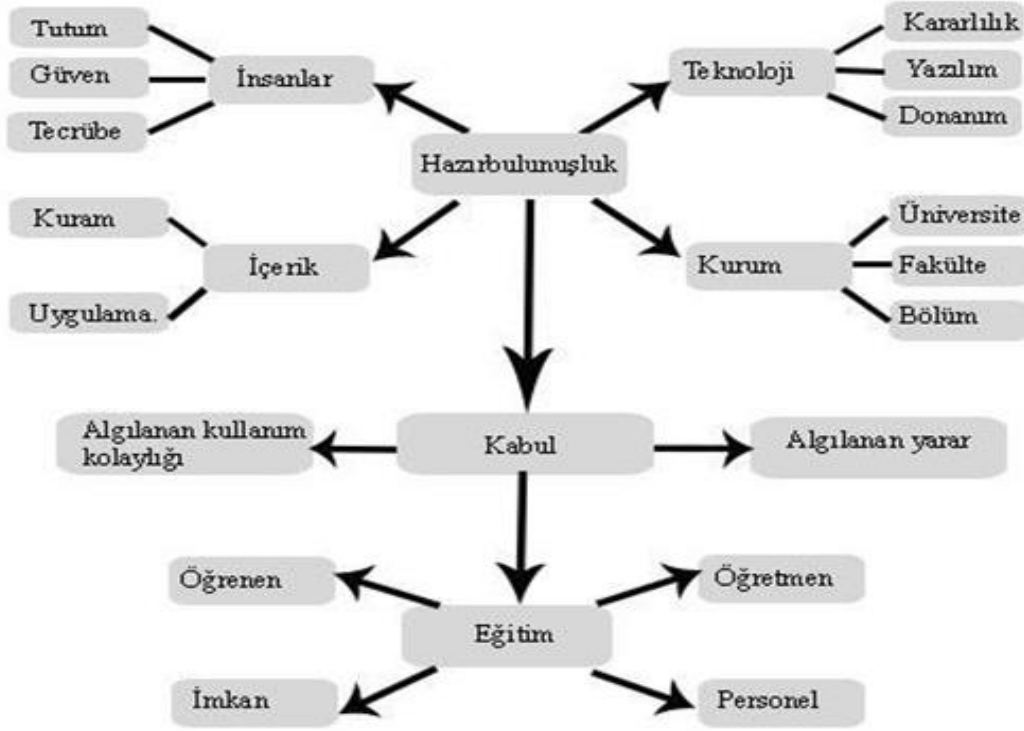 Tutum
Güven
Tecrübe
İnsanlar
Teknoloji
Kararlılık
Yazılım
Donanım
Hazırbulunuşluk
Kuram
Uygulama.
İçerik
Kurum
Üniversite
Fakülte
Bölüm
Algılanan kullanım
kolaylığı
Kabul
Algılanan yarar
Öğrenen
Öğretmen
Eğitim
İmkan
Personel